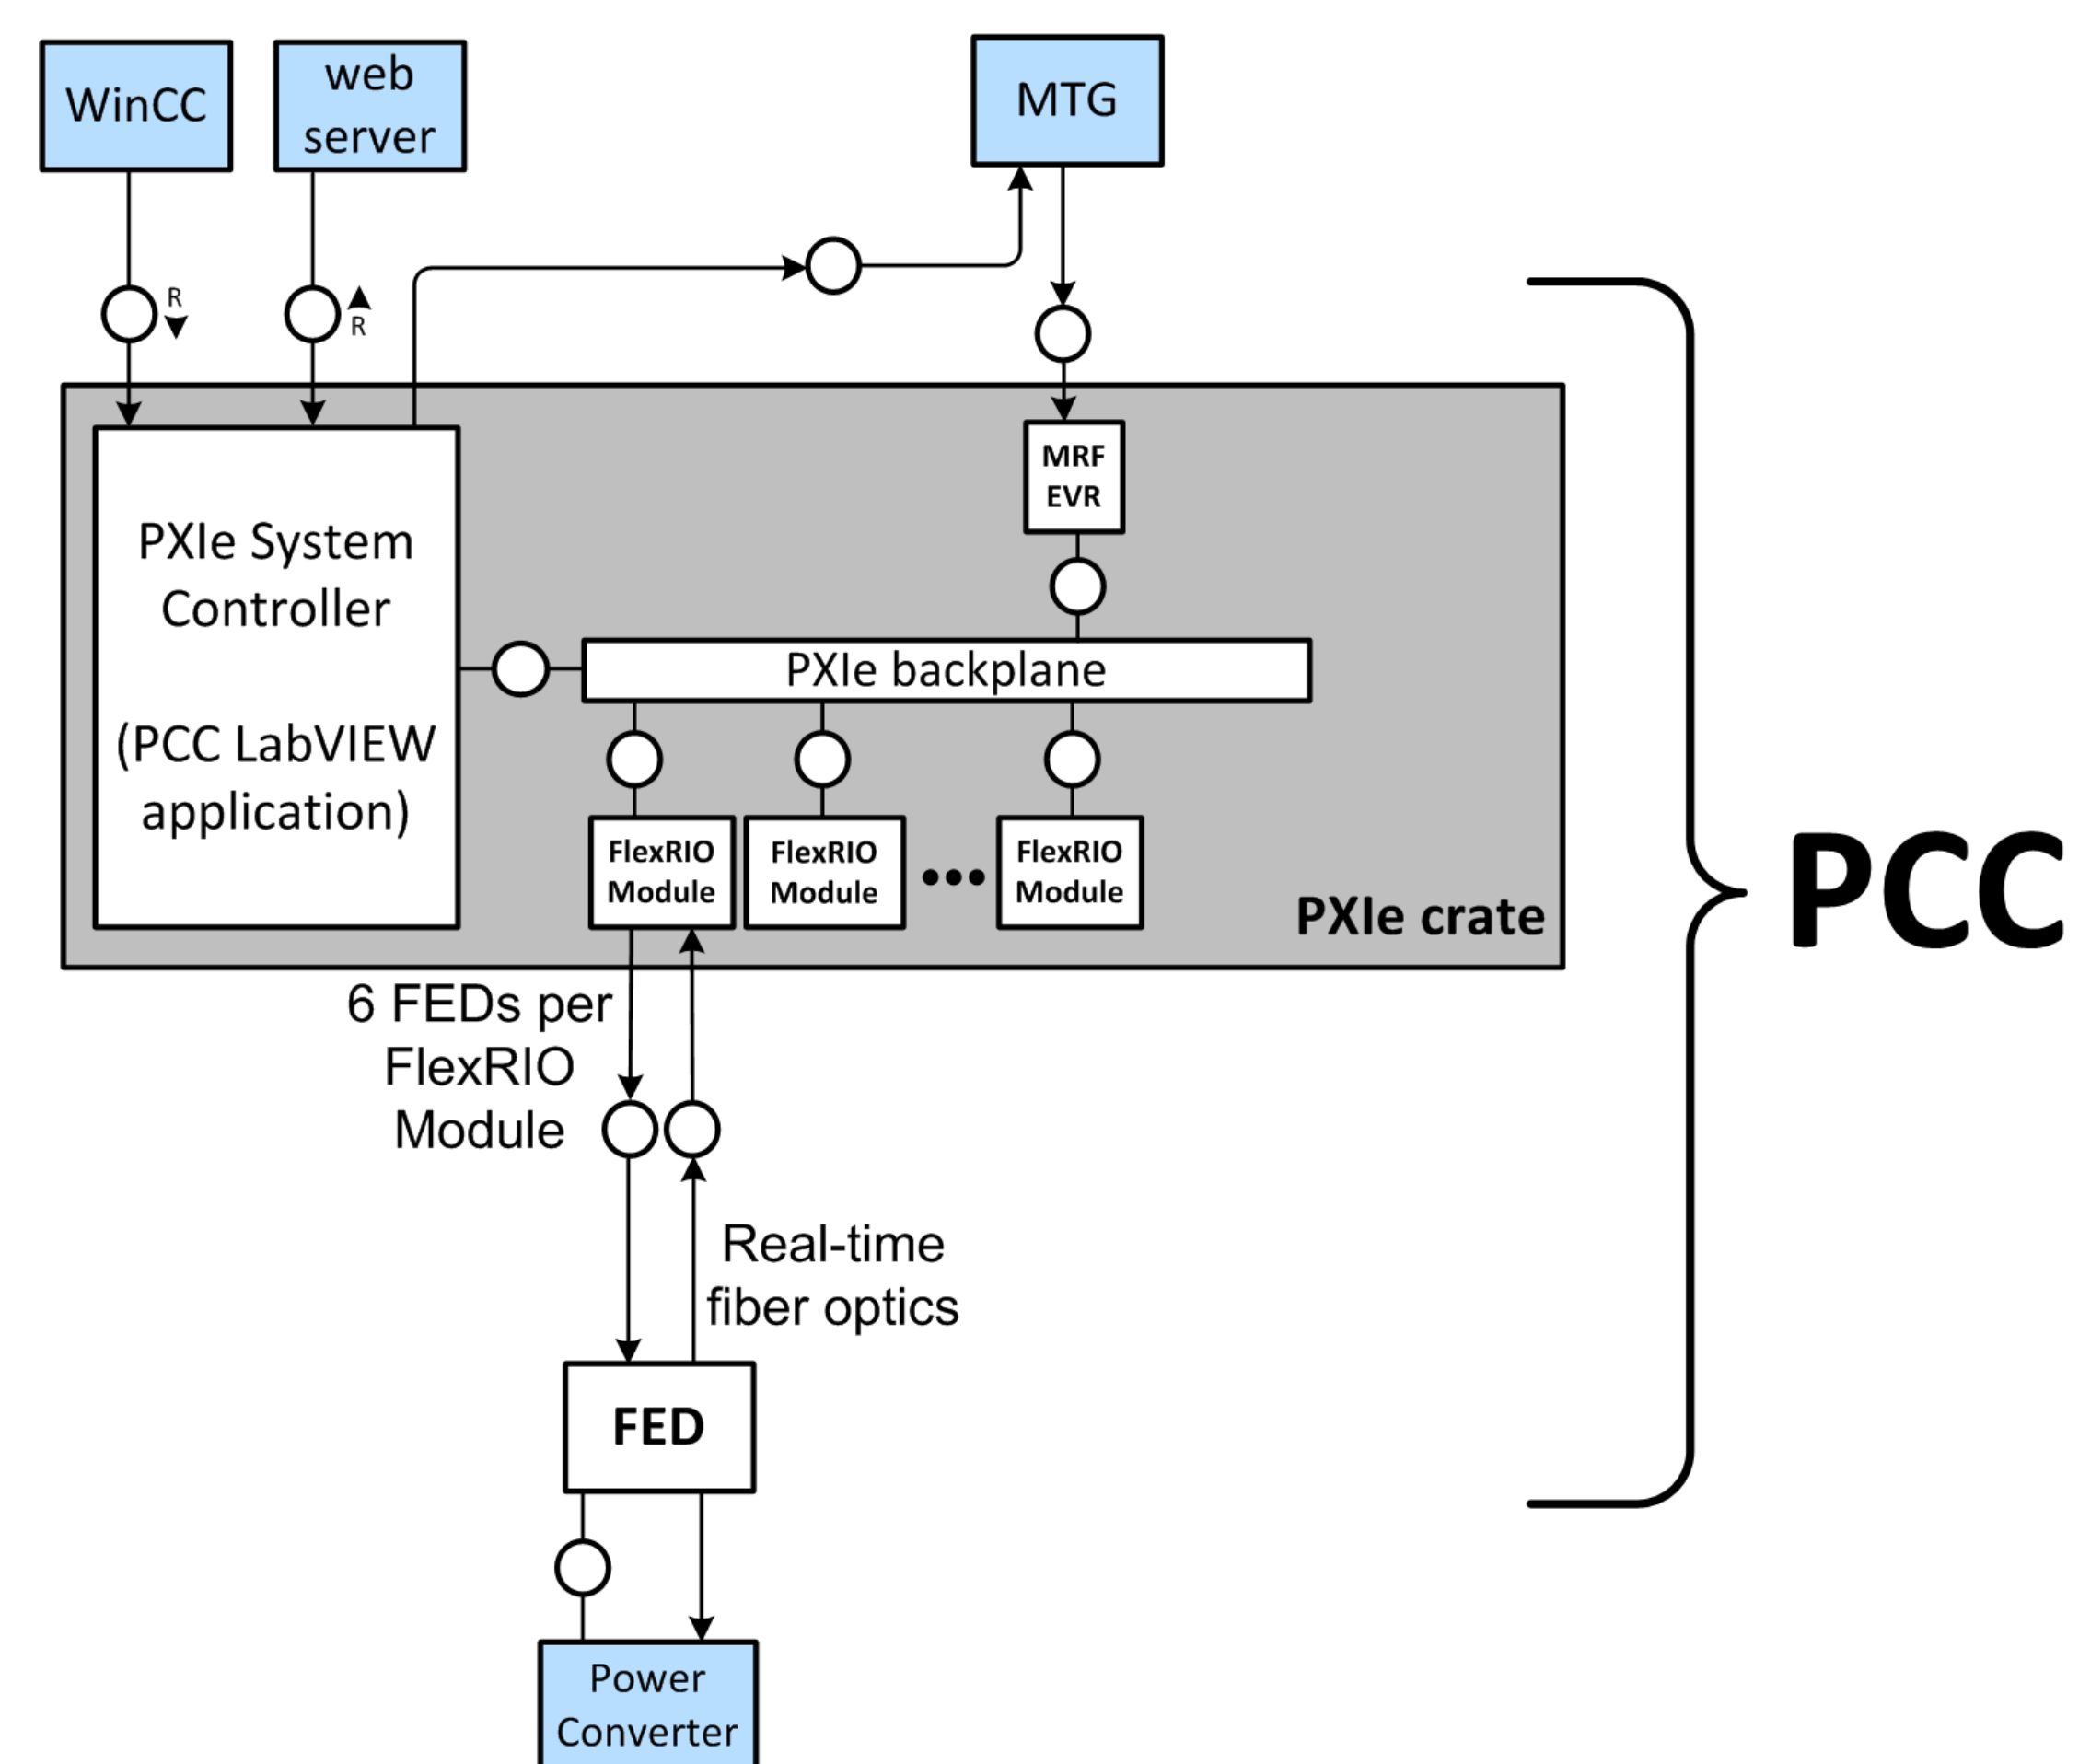 WinCC
web
server
MTG
R
R
MRF
EVR
PXIe System
Controller
(PCC LabVIEW
application)
PXIe backplane
FlexRIO
Module
FlexRIO
Module
FlexRIO
Module
PXIe crate
PCC
6 FEDs per
FlexRIO
Module
Real-time
fiber optics
FED
Power
Converter